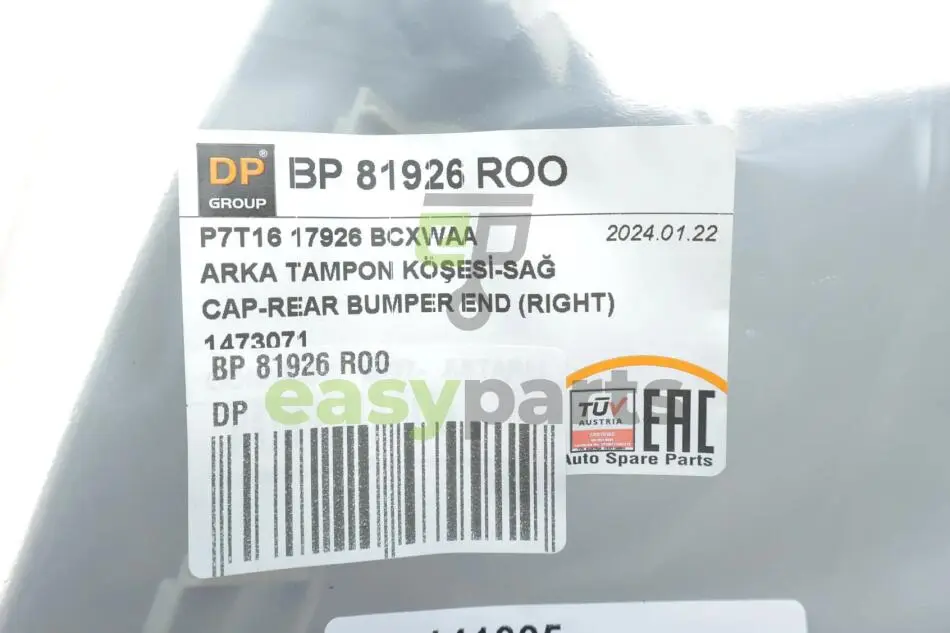 DP®
GROUP
BP 81926 ROO
P7T16 17926 BCXWAA
2024.01.22
ARKA TAMPON KÖŞESİ-SAĞ
CAP-REAR BUMPER END (RIGHT)
1473071
BP 81926 R00
DP
easyparts
TÜV
AUSTRIA
EAC
Auto Spare Parts